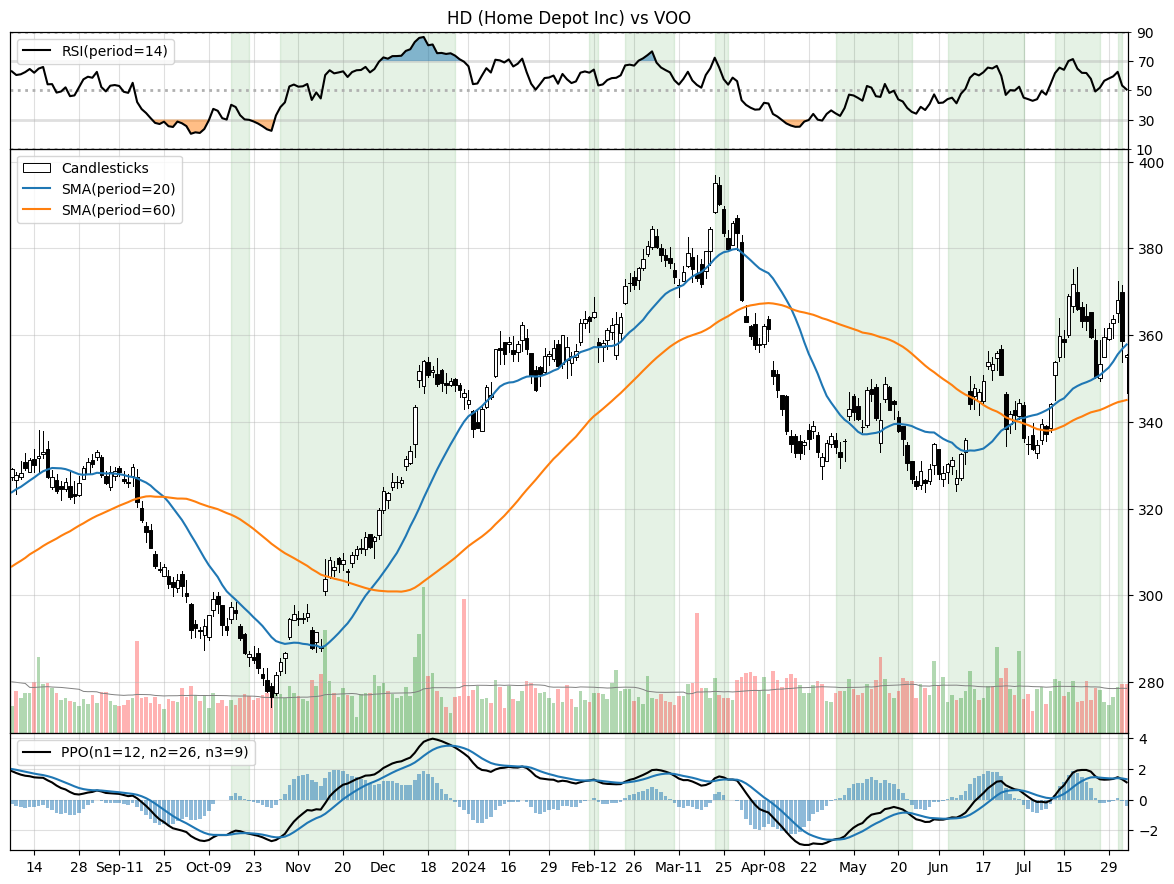 HD (Home Depot Inc) vs VOO
RSI(period=14)
90
70
50
30
10
Candlesticks
SMA(period=20)
SMA(period=60)
400
380
360
340
320
300
280
PPO(n1=12, n2=26, n3=9)
4
2
0
−2
14 28 Sep-11 25 Oct-09 23 Nov 20 Dec 18 2024 16 29 Feb-12 26 Mar-11 25 Apr-08 22 May 20 Jun 17 Jul 15 29